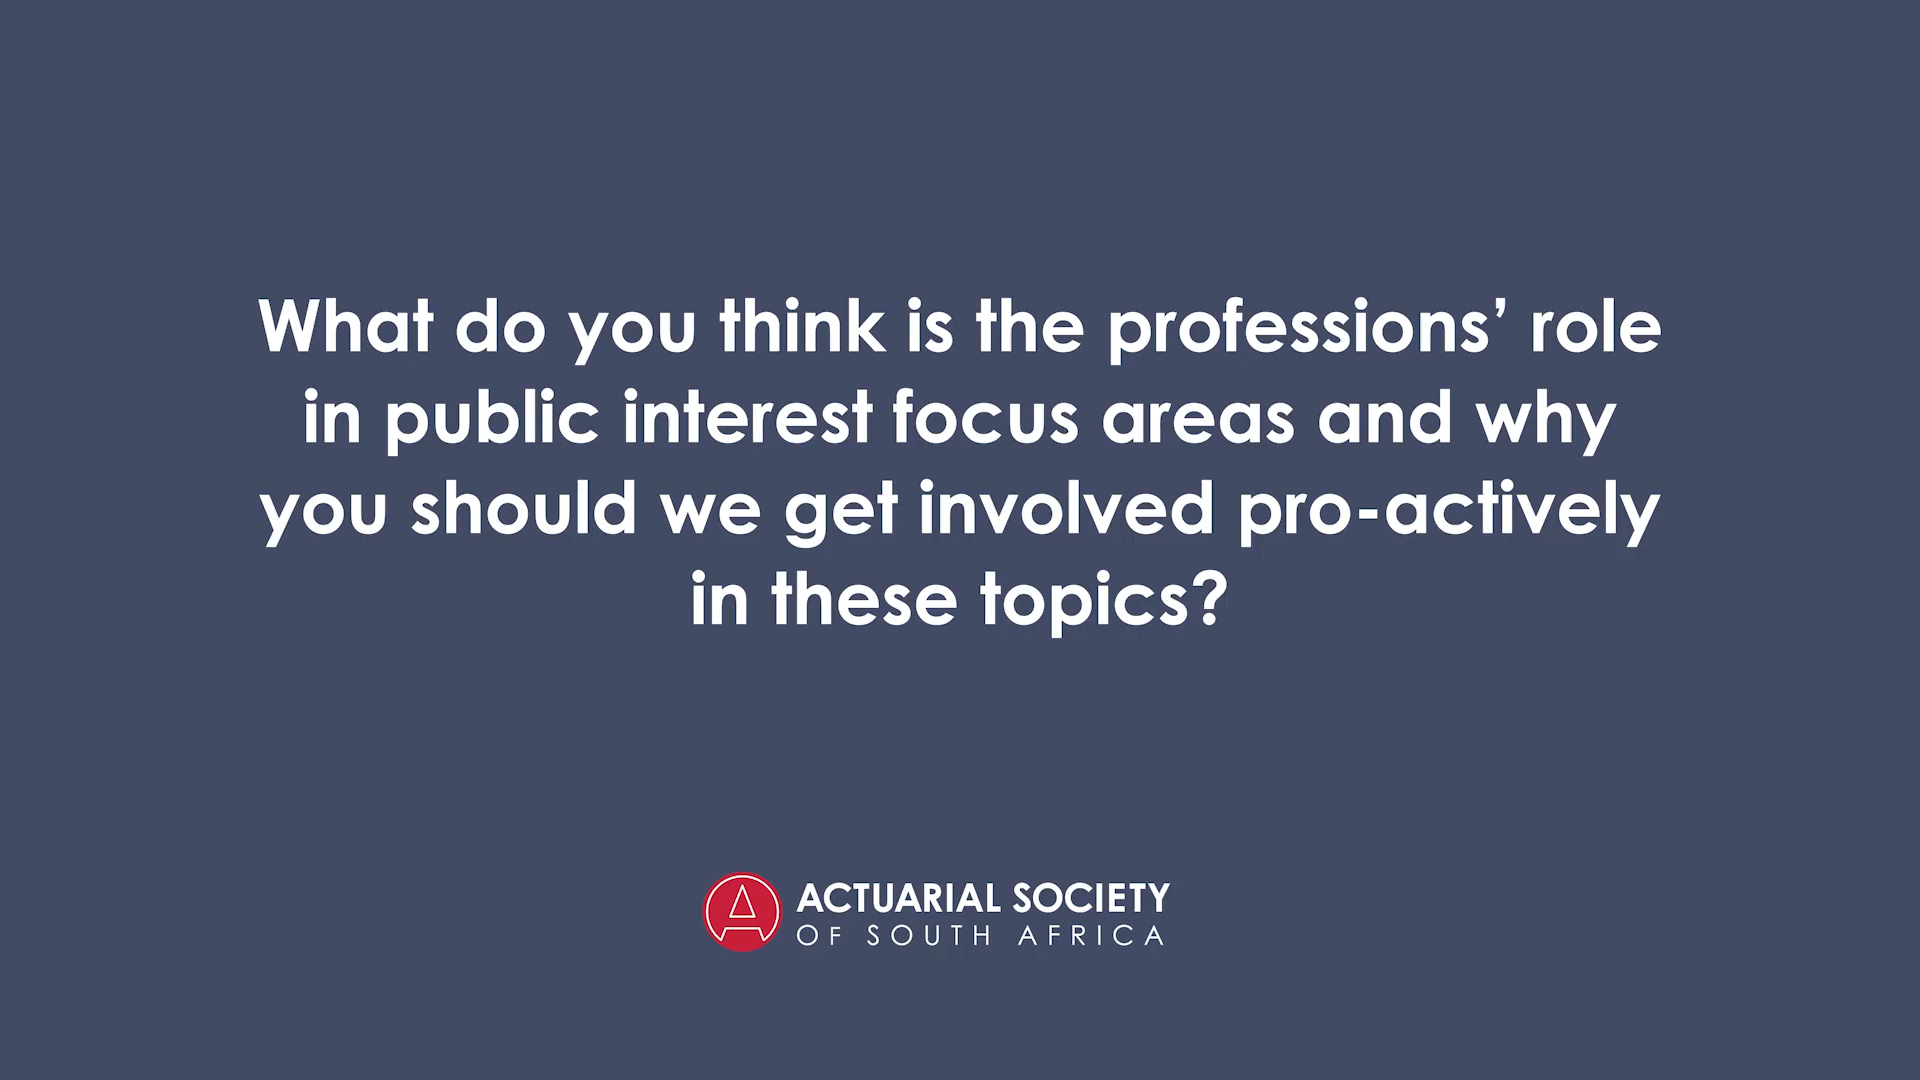 What do you think is the professions’ role
in public interest focus areas and why
you should we get involved pro-actively
in these topics?
ACTUARIAL SOCIETY
OF SOUTH AFRICA